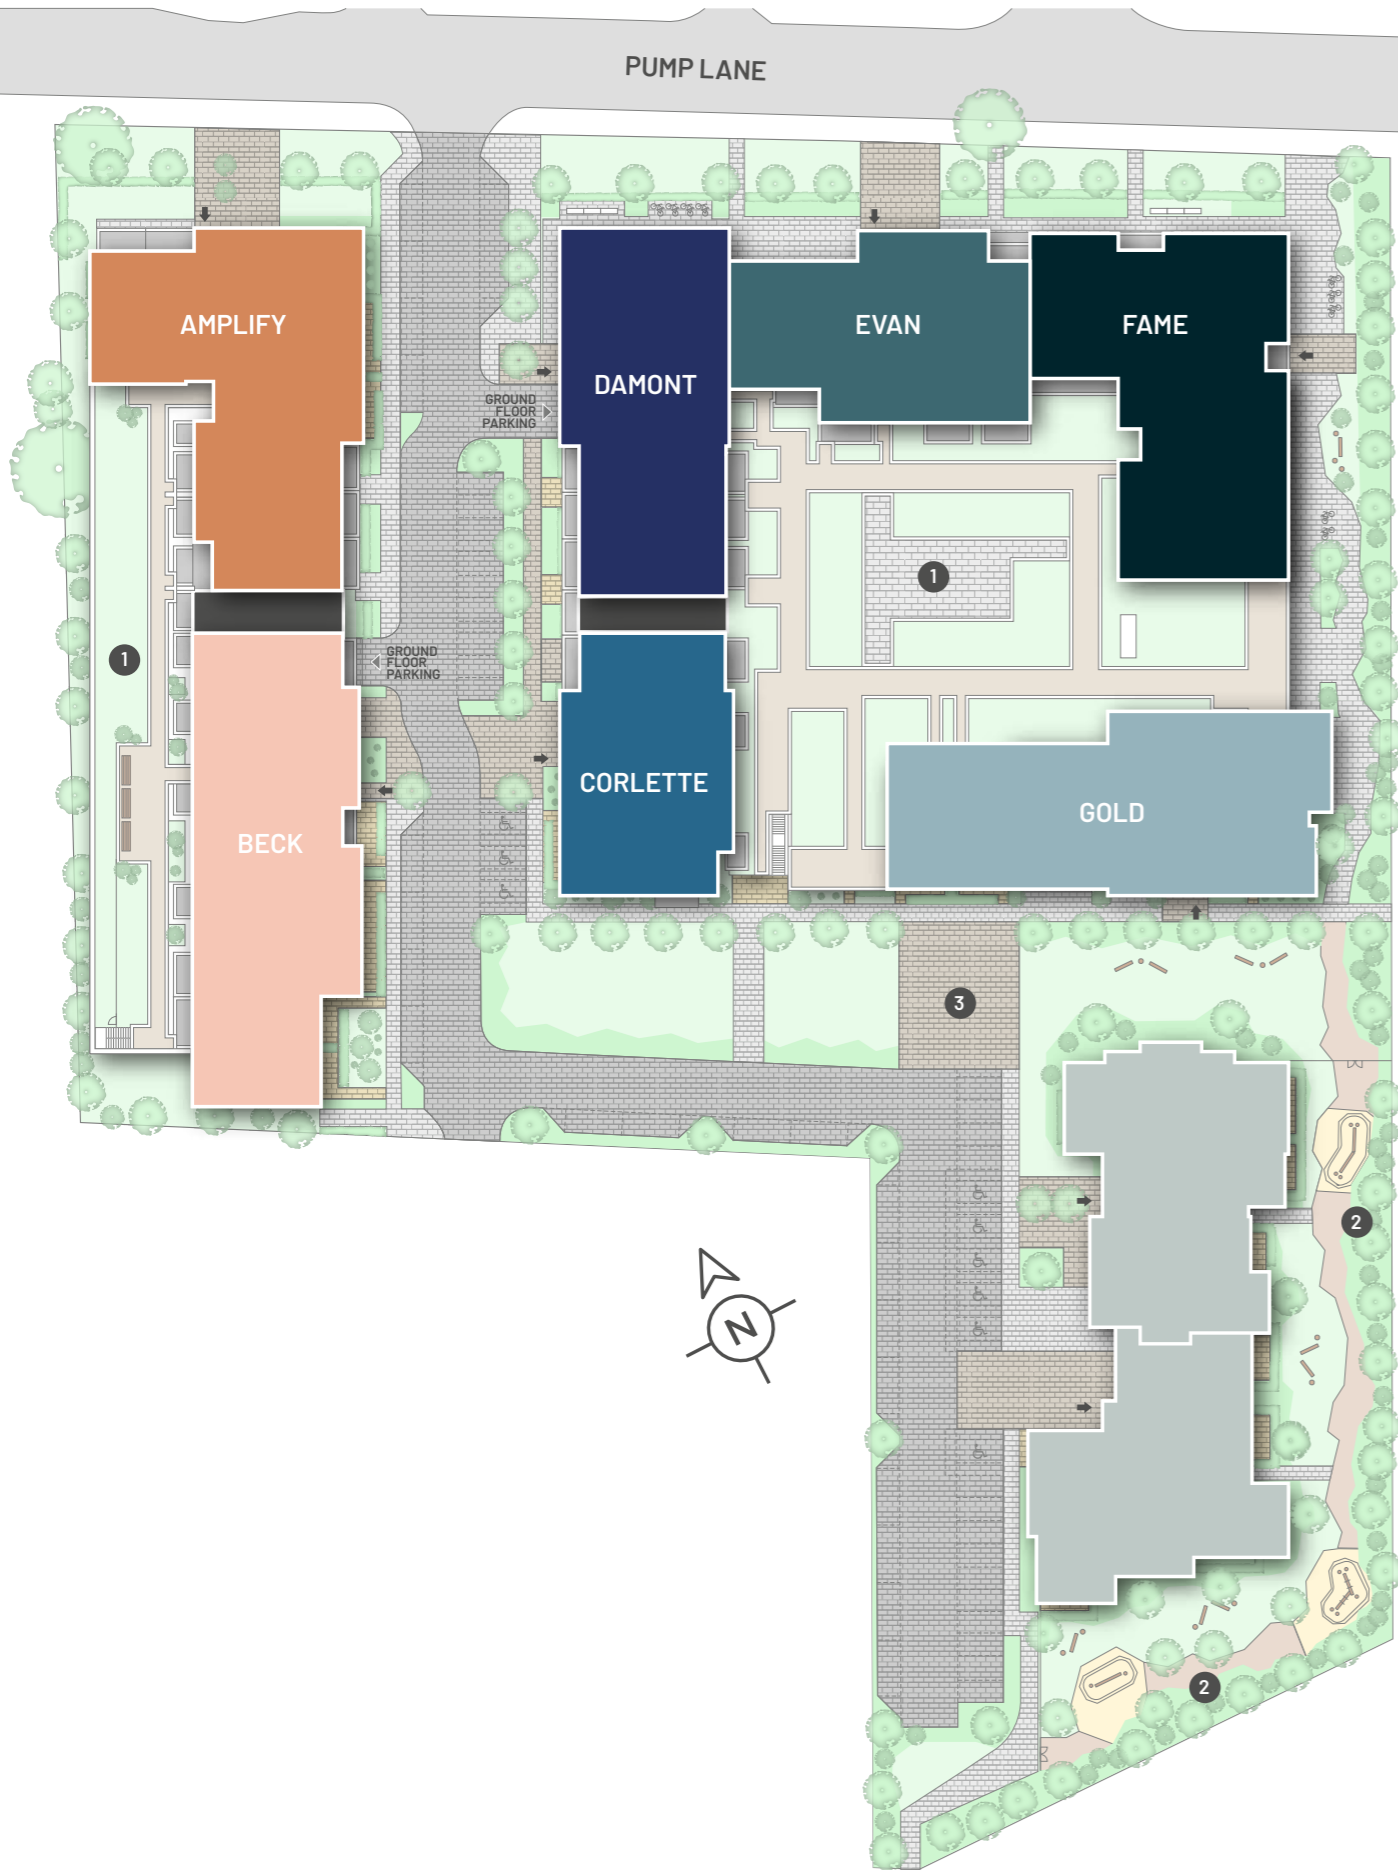 PUMP LANE
AMPLIFY
EVAN
FAME
DAMONT
GROUND
FLOOR
PARKING
1
GROUND
FLOOR
PARKING
1
CORLETTE
GOLD
BECK
3
2
N
2